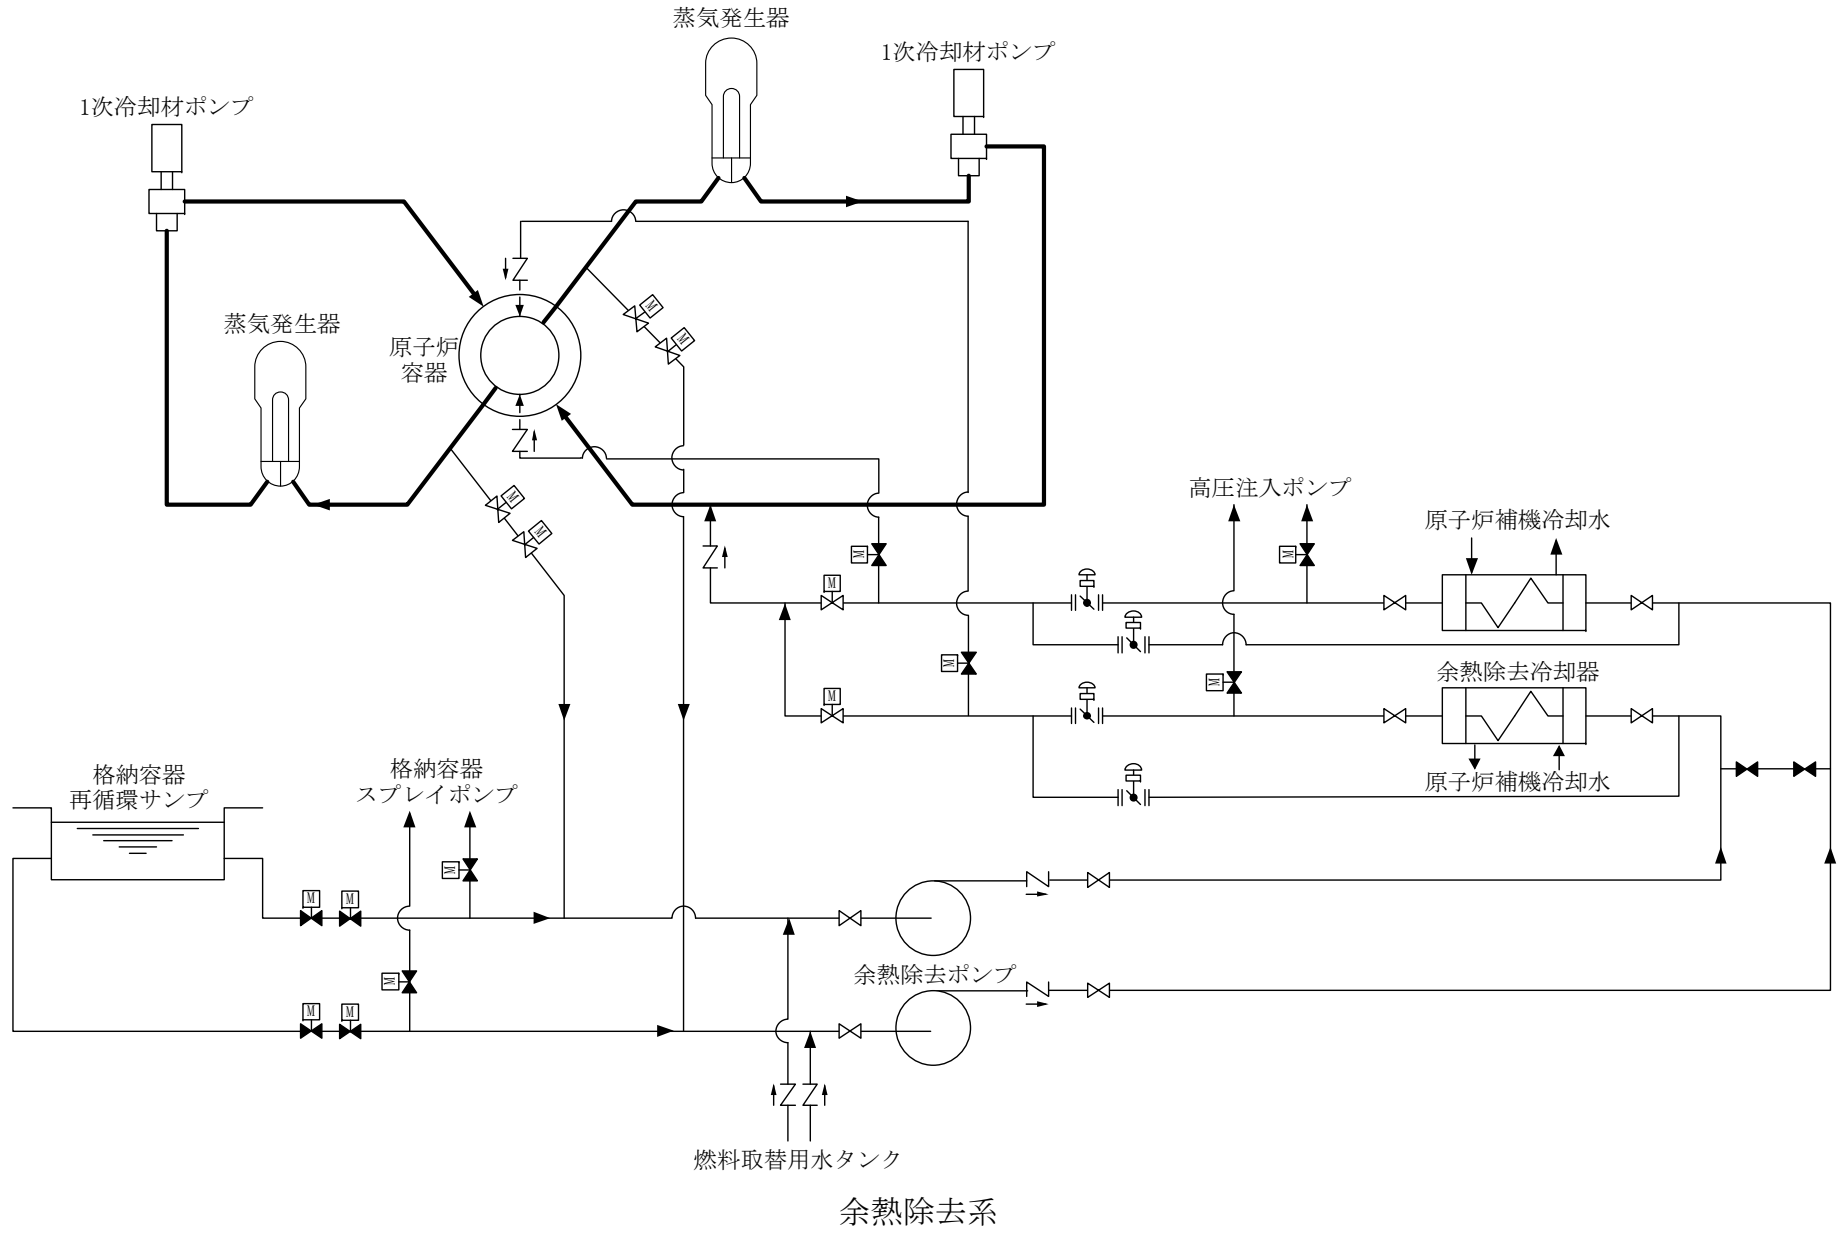 蒸気発生器
1次冷却材ポンプ
1次冷却材ポンプ
蒸気発生器
原子炉
容器
M
M
M
M
高圧注入ポンプ
原子炉補機冷却水
M
M
M
M
M
M
余熱除去冷却器
原子炉補機冷却水
格納容器
再循環サンプ
格納容器
スプレイポンプ
M
M
M
M
余熱除去ポンプ
M
M
M
燃料取替用水タンク
余熱除去系